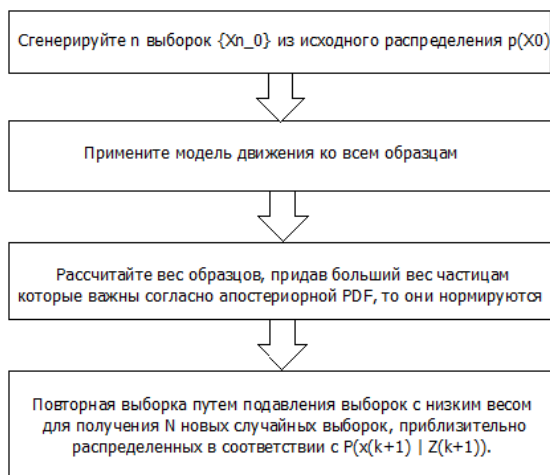 Сгенерируйте n выборок {Xn_0} из исходного распределения p(X0)
Примените модель движения ко всем образцам
Рассчитайте вес образцов, придав больший вес частицам
которые важны согласно апостериорной PDF, то они нормируются
Повторная выборка путем подавления выборок с низким весом
для получения N новых случайных выборок, приблизительно
распределенных в соответствии с P(x(k+1) | Z(k+1)).